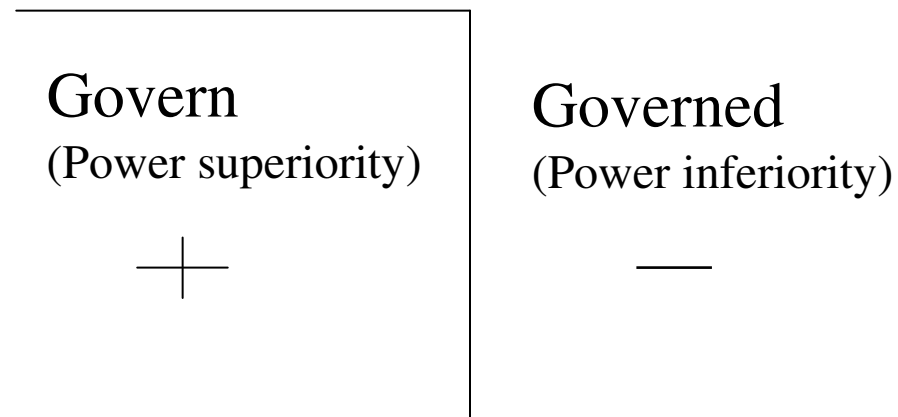 Govern
(Power superiority)
+
Governed
(Power inferiority)
—